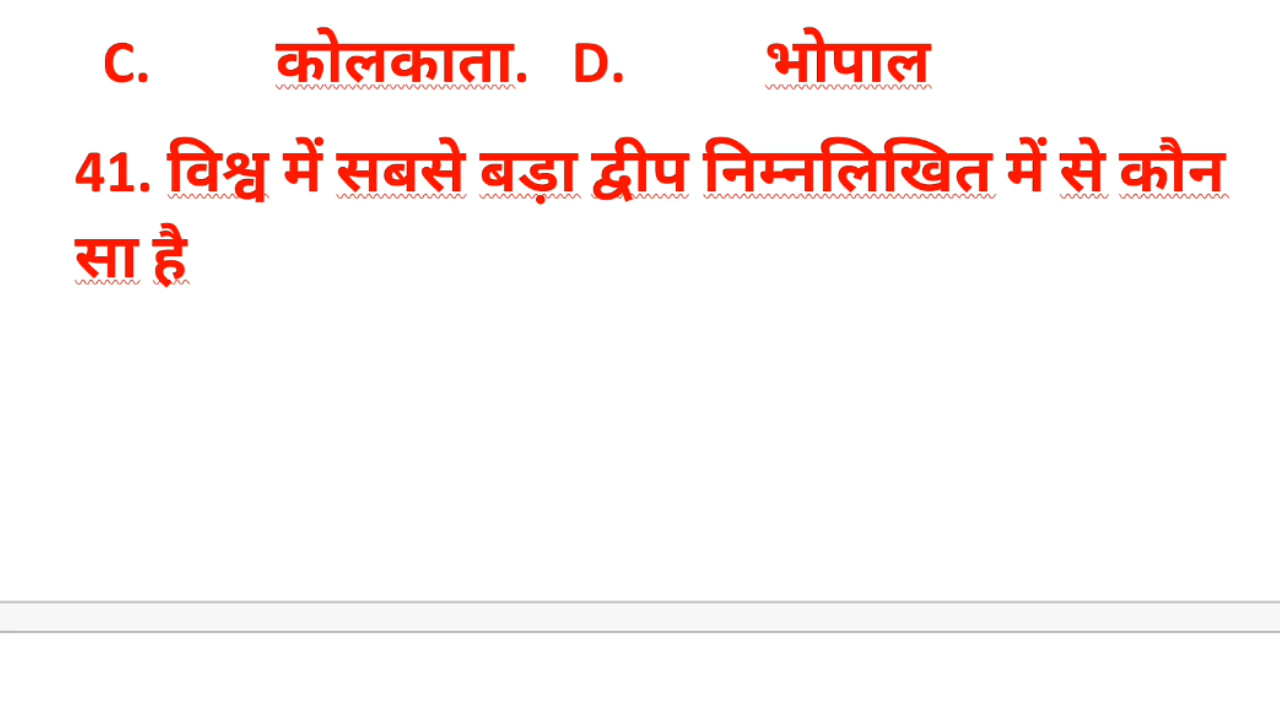 C. कोलकाता. D. भोपाल
41. विश्व में सबसे बड़ा द्वीप निम्नलिखित में से कौन
सा है